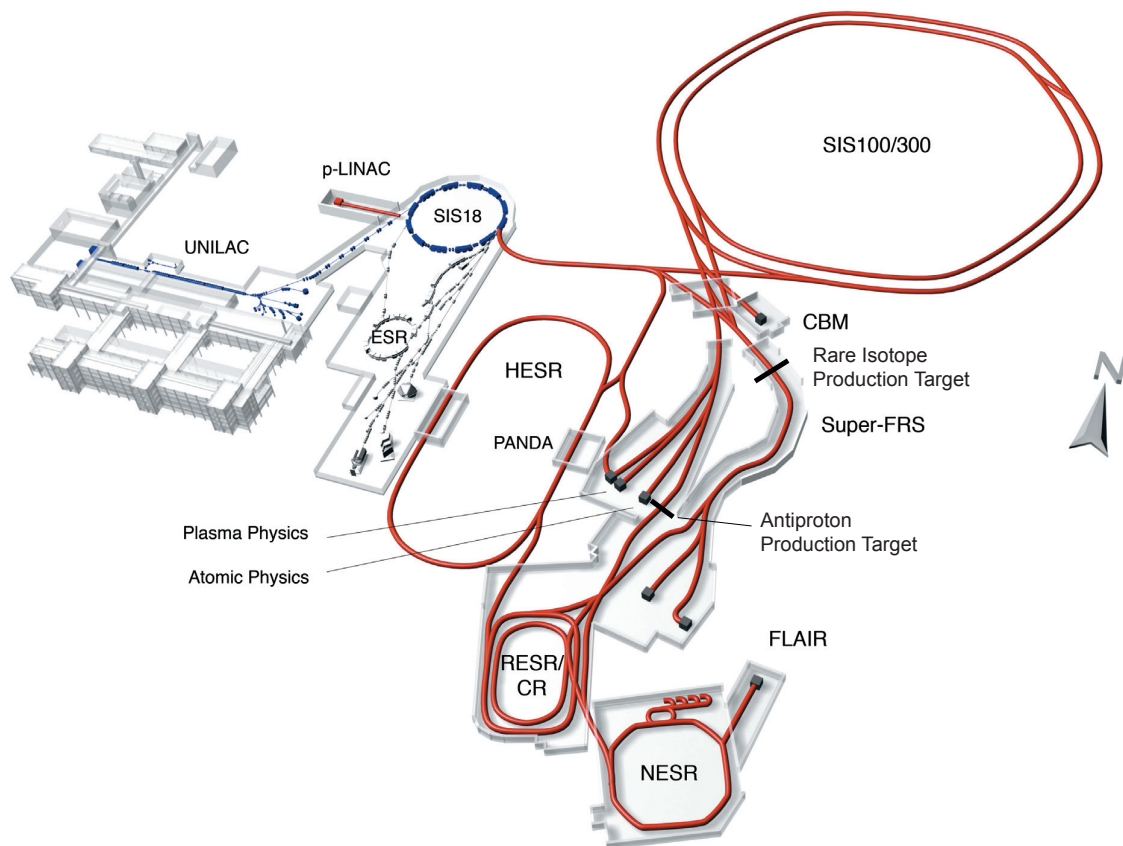 SIS100/300
p-LINAC
SIS18
UNILAC
CBM
ESR
Rare Isotope
Production Target
HESR
N
Super-FRS
PANDA
Plasma Physics
Antiproton
Production Target
Atomic Physics
FLAIR
RESR/
CR
NESR